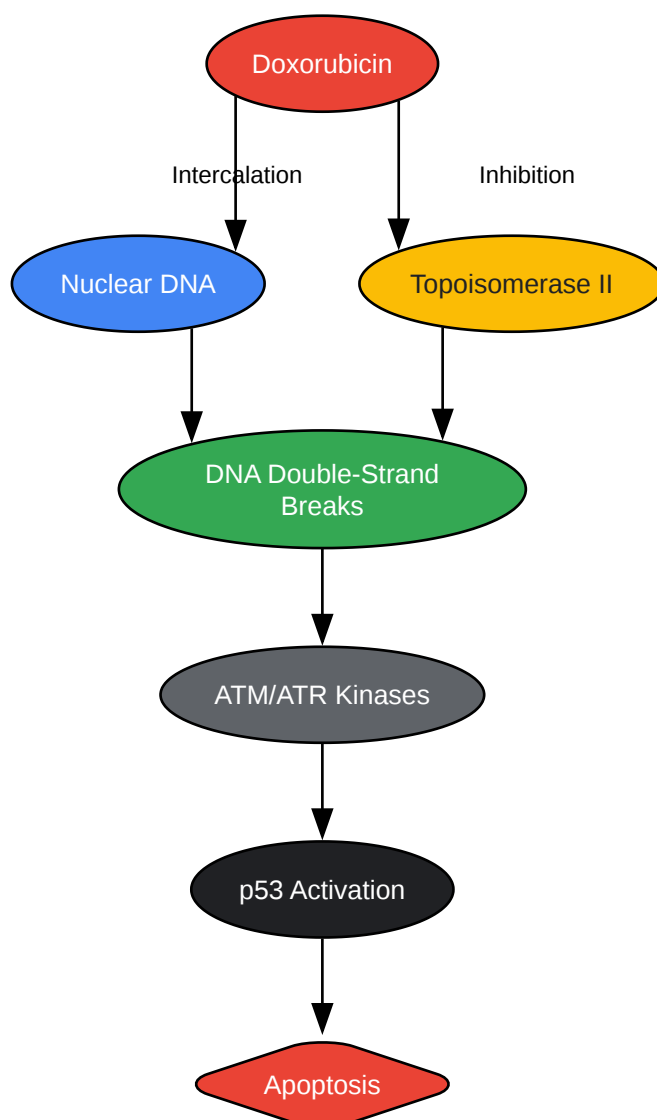 Doxorubicin
Intercalation
Inhibition
Nuclear DNA
Topoisomerase II
DNA Double-Strand
Breaks
ATM/ATR Kinases
p53 Activation
Apoptosis